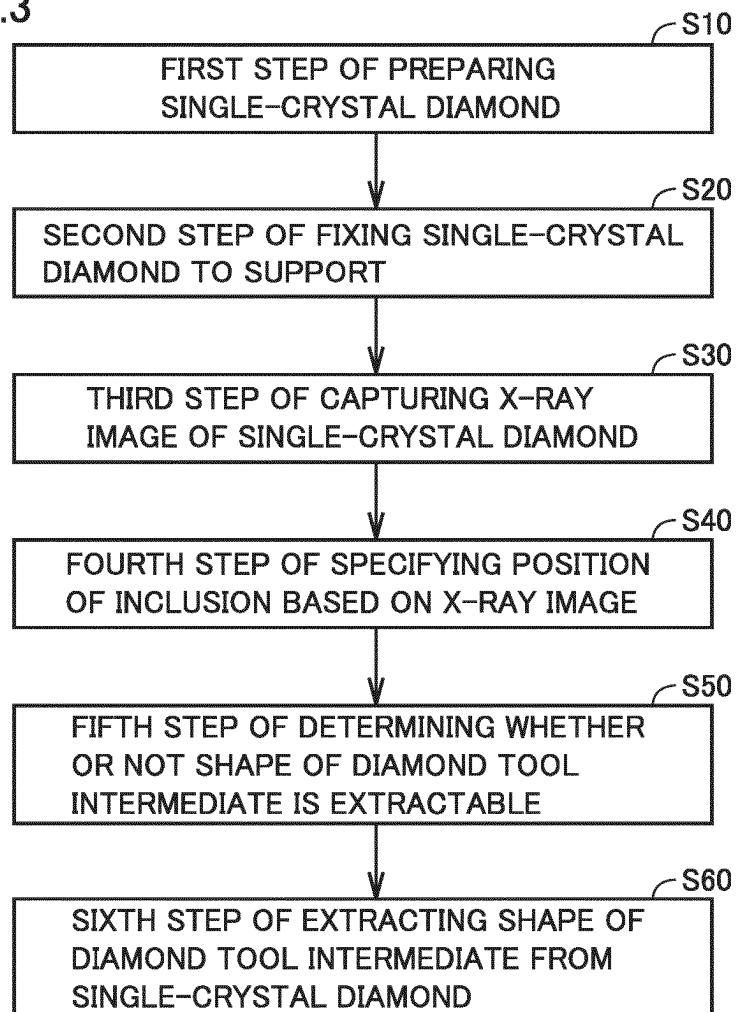 .3
S10
FIRST STEP OF PREPARING
SINGLE-CRYSTAL DIAMOND
S20
SECOND STEP OF FIXING SINGLE-CRYSTAL
DIAMOND TO SUPPORT
S30
THIRD STEP OF CAPTURING X-RAY
IMAGE OF SINGLE-CRYSTAL DIAMOND
S40
FOURTH STEP OF SPECIFYING POSITION
OF INCLUSION BASED ON X-RAY IMAGE
S50
FIFTH STEP OF DETERMINING WHETHER
OR NOT SHAPE OF DIAMOND TOOL
INTERMEDIATE IS EXTRACTABLE
S60
SIXTH STEP OF EXTRACTING SHAPE OF
DIAMOND TOOL INTERMEDIATE FROM
SINGLE-CRYSTAL DIAMOND